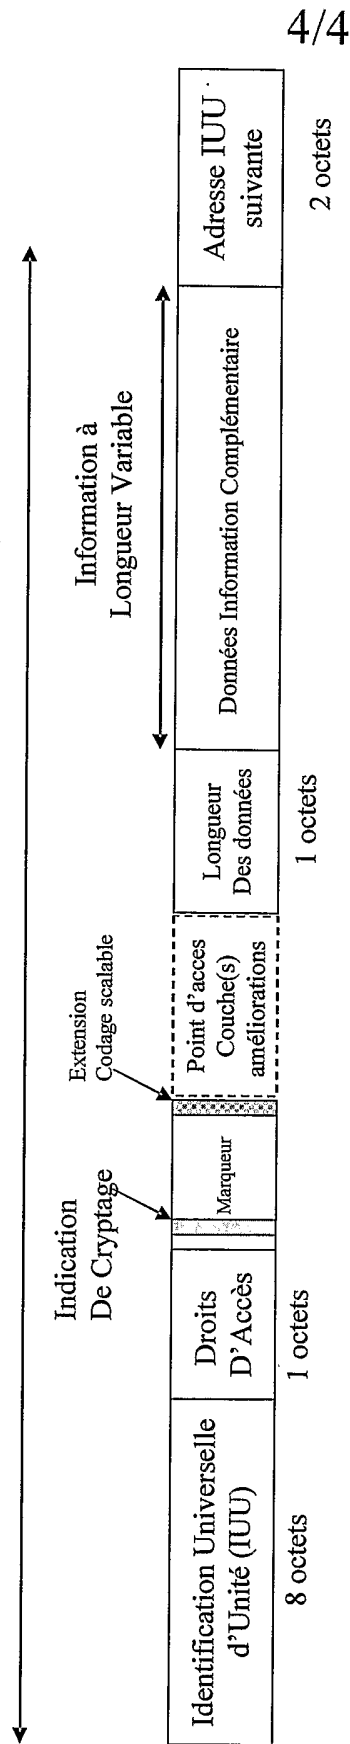 4/4
Information à
Longueur Variable
Extension
Codage scalable
Indication
De Cryptage
Identification Universelle
d'Unité (IUU)
Droits
D'Accès
Marqueur
Point d'acces
Couche(s)
améliorations
Longueur
Des données
Données Information Complémentaire
Adresse IUU
suivante
8 octets
1 octets
1 octets
2 octets